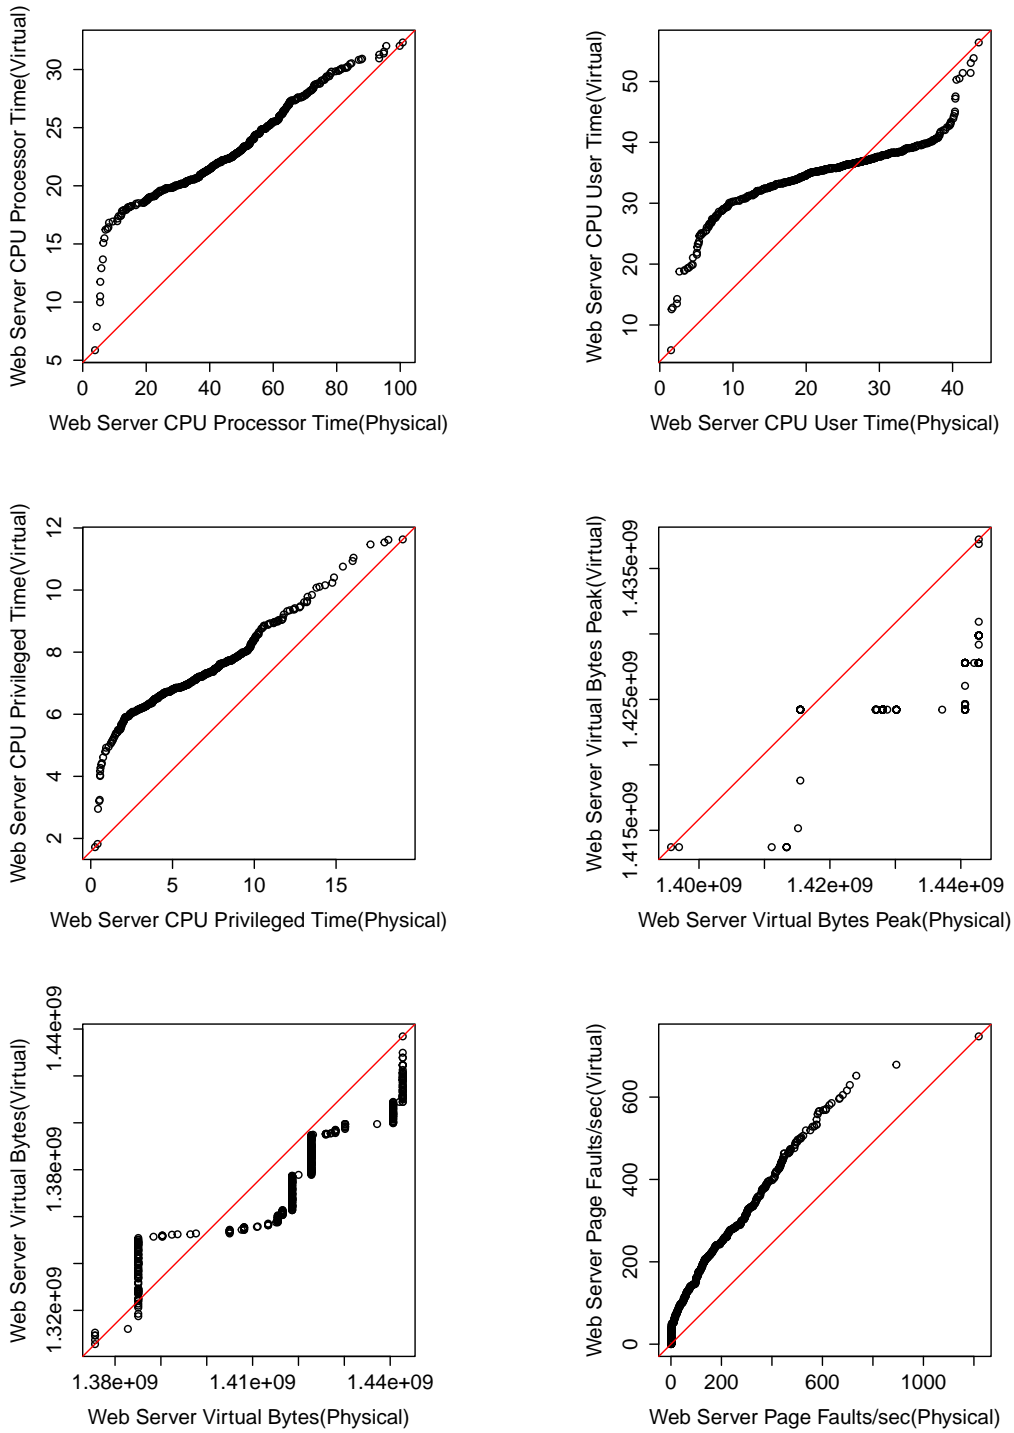 Web Server CPU Processor Time(Virtual)
5 10 15 20 25 30
0 20 40 60 80 100
Web Server CPU Processor Time(Physical)
Web Server CPU User Time(Virtual)
10 20 30 40 50
0 10 20 30 40
Web Server CPU User Time(Physical)
Web Server CPU Privileged Time(Virtual)
2 4 6 8 10 12
0 5 10 15
Web Server CPU Privileged Time(Physical)
Web Server Virtual Bytes Peak(Virtual)
1.415e+09 1.425e+09 1.435e+09
1.40e+09 1.42e+09 1.44e+09
Web Server Virtual Bytes Peak(Physical)
Web Server Virtual Bytes(Virtual)
1.32e+09 1.38e+09 1.44e+09
1.38e+09 1.41e+09 1.44e+09
Web Server Virtual Bytes(Physical)
Web Server Page Faults/sec(Virtual)
0 200 400 600
0 200 600 1000
Web Server Page Faults/sec(Physical)